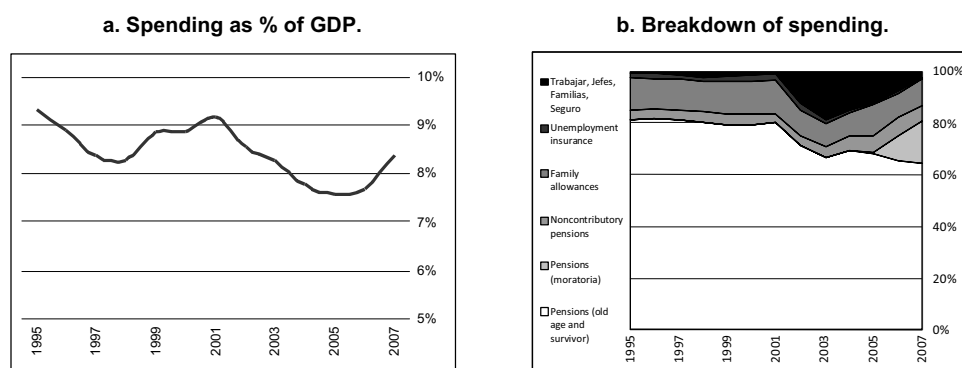 a. Spending as % of GDP.
10%
9%
8%
7%
6%
5%
1995
1997
1999
2001
2003
2005
2007
b. Breakdown of spending.
Trabajar, Jefes,
Familias,
Seguro
Unemployment
insurance
Family
allowances
Noncontributory
pensions
Pensions
(moratoria)
Pensions (old
age and
survivor)
100%
80%
60%
40%
20%
0%
1995
1997
1999
2001
2003
2005
2007